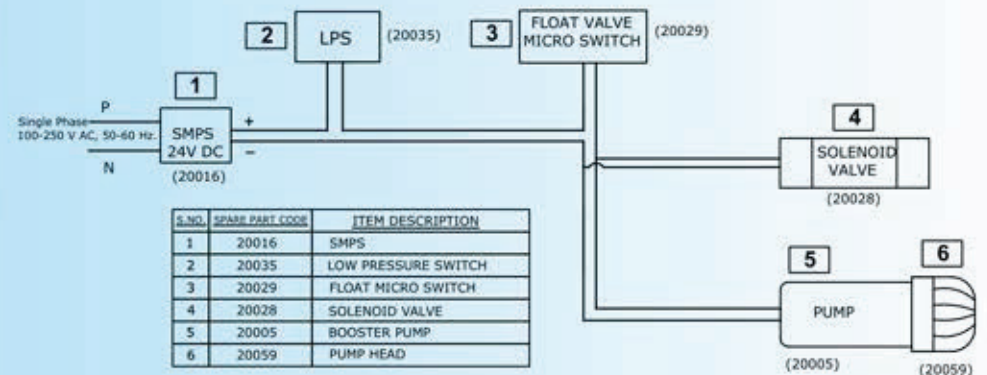 2
LPS
(20035)
3
FLOAT VALVE
MICRO SWITCH
(20029)
1
P
Single Phase
100-250 V AC, 50-60 Hz.
N
SMPS
24V DC
+
−
(20016)
4
SOLENOID
VALVE
(20028)
5
6
PUMP
(20005)
(20059)
S.NO. SPARE PART CODE ITEM DESCRIPTION
1 20016 SMPS
2 20035 LOW PRESSURE SWITCH
3 20029 FLOAT MICRO SWITCH
4 20028 SOLENOID VALVE
5 20005 BOOSTER PUMP
6 20059 PUMP HEAD